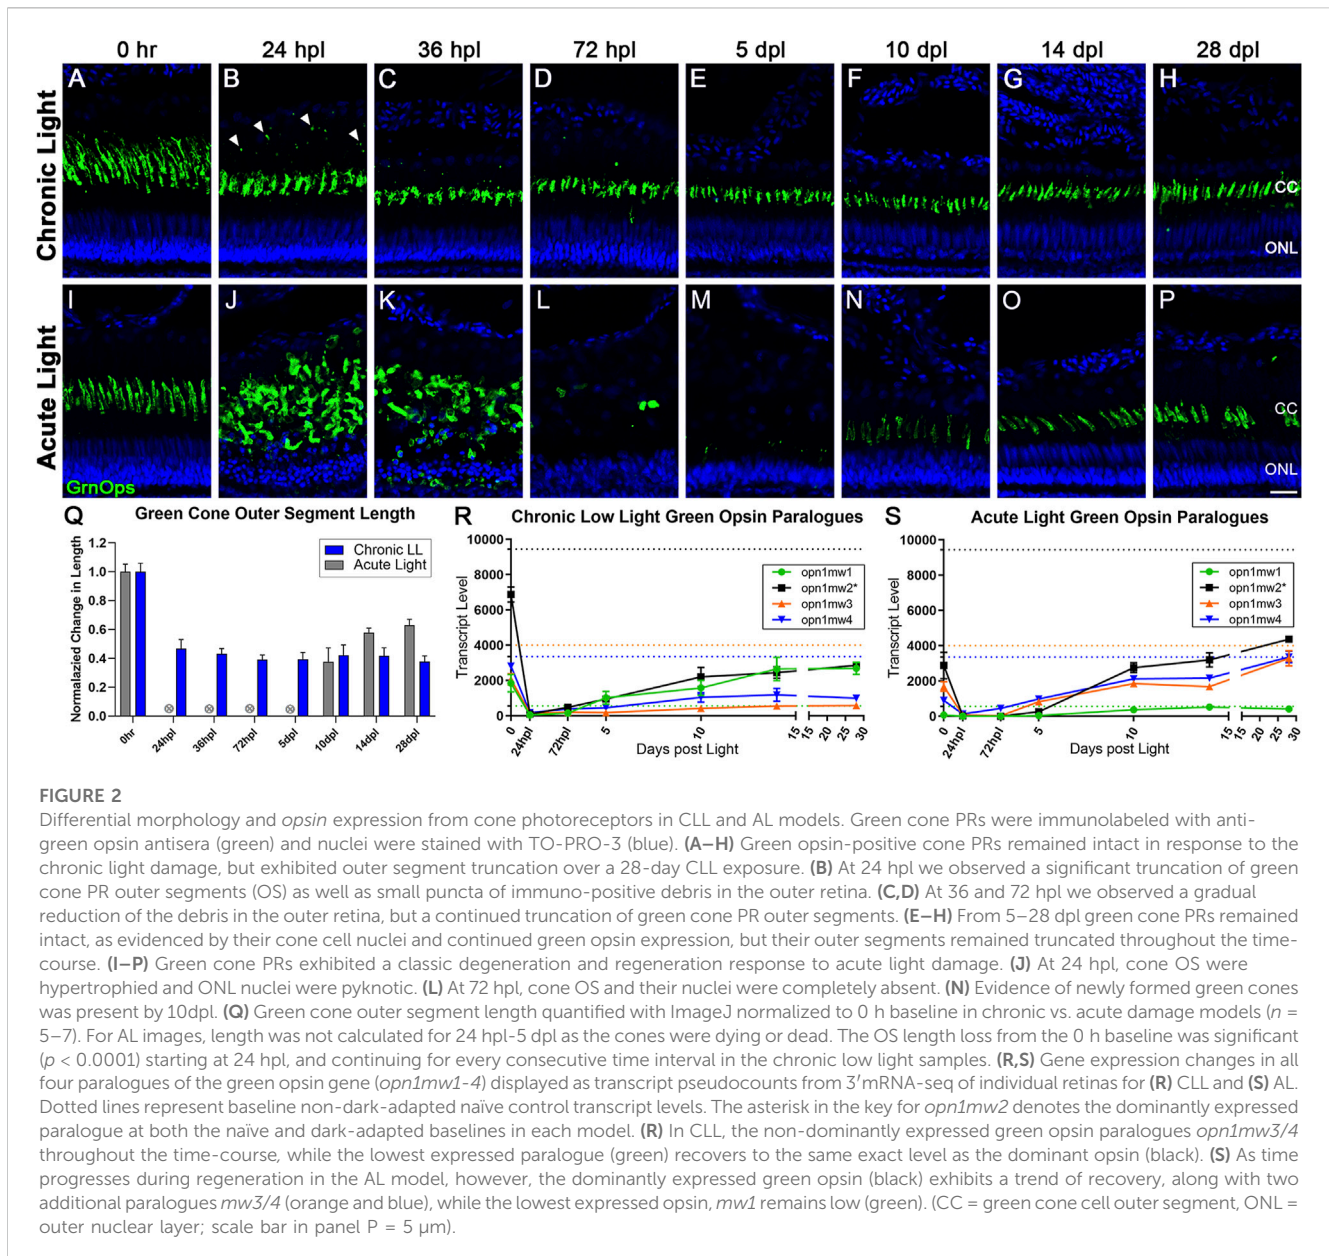 0 hr 24 hpl 36 hpl 72 hpl 5 dpl 10 dpl 14 dpl 28 dpl
Chronic Light
A B C D E F G H
CC
ONL
Acute Light
I J K L M N O P
CC
ONL
GrnOps
Q Green Cone Outer Segment Length
Normalazied Change in Length
1.2
1.0
0.8
0.6
0.4
0.2
0.0
Chronic LL
Acute Light
0hr 24hpl 36hpl 72hpl 5dpl 10dpl 14dpl 28dpl
R Chronic Low Light Green Opsin Paralogues
Transcript Level
10000
8000
6000
4000
2000
0
opn1mw1
opn1mw2*
opn1mw3
opn1mw4
0 24hpl 72hpl 5 10 15 15 20 25 30
Days post Light
S Acute Light Green Opsin Paralogues
Transcript Level
10000
8000
6000
4000
2000
0
opn1mw1
opn1mw2*
opn1mw3
opn1mw4
0 24hpl 72hpl 5 10 15 15 20 25 30
Days post Light
FIGURE 2
Differential morphology and opsin expression from cone photoreceptors in CLL and AL models. Green cone PRs were immunolabeled with anti-
green opsin antisera (green) and nuclei were stained with TO-PRO-3 (blue). (A–H) Green opsin-positive cone PRs remained intact in response to the
chronic light damage, but exhibited outer segment truncation over a 28-day CLL exposure. (B) At 24 hpl we observed a significant truncation of green
cone PR outer segments (OS) as well as small puncta of immuno-positive debris in the outer retina. (C,D) At 36 and 72 hpl we observed a gradual
reduction of the debris in the outer retina, but a continued truncation of green cone PR outer segments. (E–H) From 5–28 dpl green cone PRs remained
intact, as evidenced by their cone cell nuclei and continued green opsin expression, but their outer segments remained truncated throughout the time-
course. (I–P) Green cone PRs exhibited a classic degeneration and regeneration response to acute light damage. (J) At 24 hpl, cone OS were
hypertrophied and ONL nuclei were pyknotic. (L) At 72 hpl, cone OS and their nuclei were completely absent. (N) Evidence of newly formed green cones
was present by 10dpl. (Q) Green cone outer segment length quantified with ImageJ normalized to 0 h baseline in chronic vs. acute damage models (n =
5–7). For AL images, length was not calculated for 24 hpl-5 dpl as the cones were dying or dead. The OS length loss from the 0 h baseline was significant
(p < 0.0001) starting at 24 hpl, and continuing for every consecutive time interval in the chronic low light samples. (R,S) Gene expression changes in all
four paralogues of the green opsin gene (opn1mw1-4) displayed as transcript pseudocounts from 3′mRNA-seq of individual retinas for (R) CLL and (S) AL.
Dotted lines represent baseline non-dark-adapted naïve control transcript levels. The asterisk in the key for opn1mw2 denotes the dominantly expressed
paralogue at both the naïve and dark-adapted baselines in each model. (R) In CLL, the non-dominantly expressed green opsin paralogues opn1mw3/4
throughout the time-course, while the lowest expressed paralogue (green) recovers to the same exact level as the dominant opsin (black). (S) As time
progresses during regeneration in the AL model, however, the dominantly expressed green opsin (black) exhibits a trend of recovery, along with two
additional paralogues mw3/4 (orange and blue), while the lowest expressed opsin, mw1 remains low (green). (CC = green cone cell outer segment, ONL =
outer nuclear layer; scale bar in panel P = 5 µm).